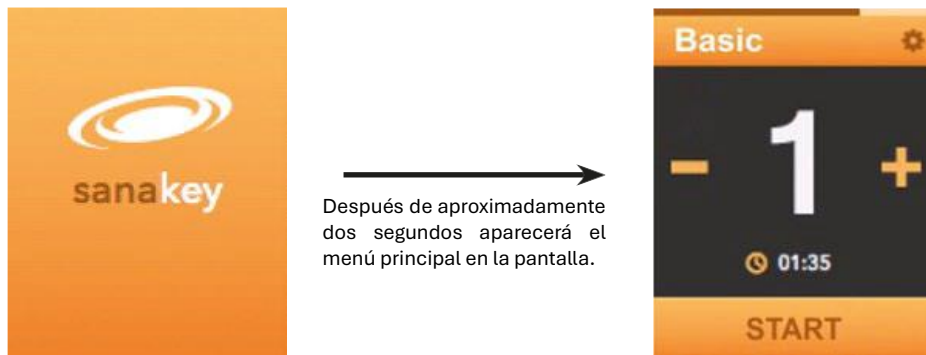 sanakey
Después de aproximadamente
dos segundos aparecerá el
menú principal en la pantalla.
Basic
- 1 +
01:35
START